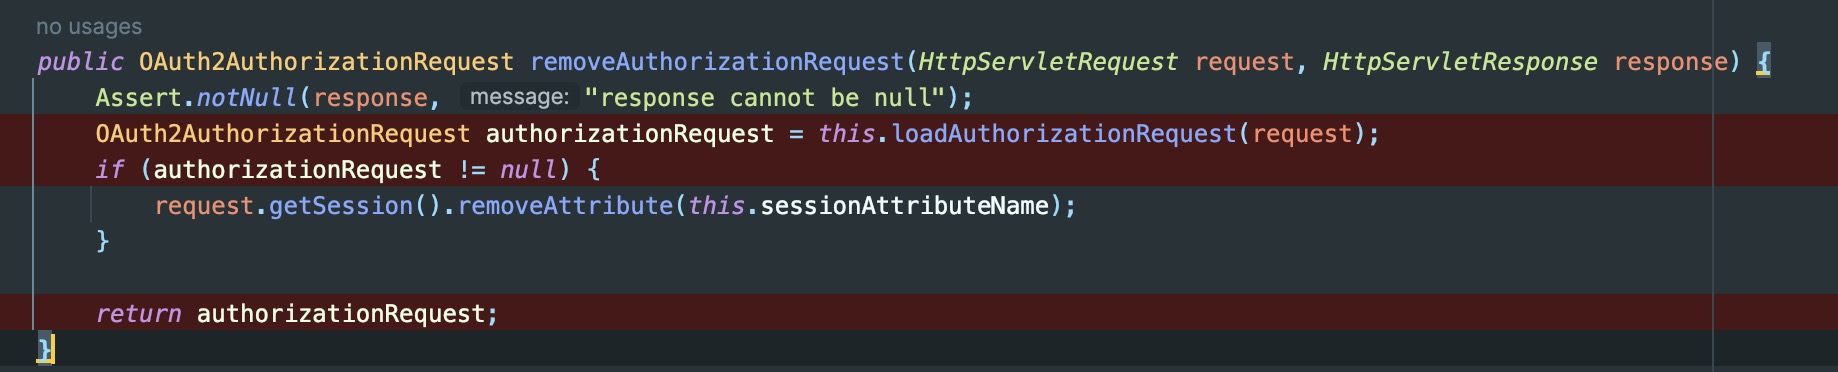 no usages
public OAuth2AuthorizationRequest removeAuthorizationRequest(HttpServletRequest request, HttpServletResponse response) {
Assert.notNull(response, message: "response cannot be null");
OAuth2AuthorizationRequest authorizationRequest = this.loadAuthorizationRequest(request);
if (authorizationRequest != null) {
request.getSession().removeAttribute(this.sessionAttributeName);
}
return authorizationRequest;
}